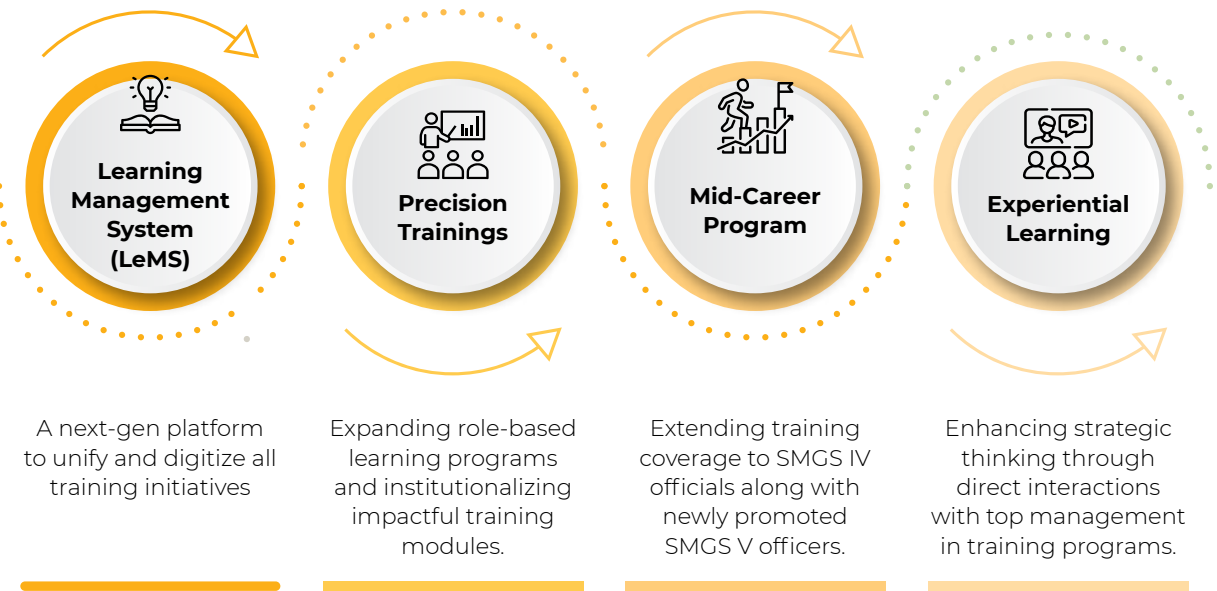 Learning
Management
System
(LeMS)
A next-gen platform
to unify and digitize all
training initiatives
Precision
Trainings
Expanding role-based
learning programs
and institutionalizing
impactful training
modules.
Mid-Career
Program
Extending training
coverage to SMGS IV
officials along with
newly promoted
SMGS V officers.
Experiential
Learning
Enhancing strategic
thinking through
direct interactions
with top management
in training programs.